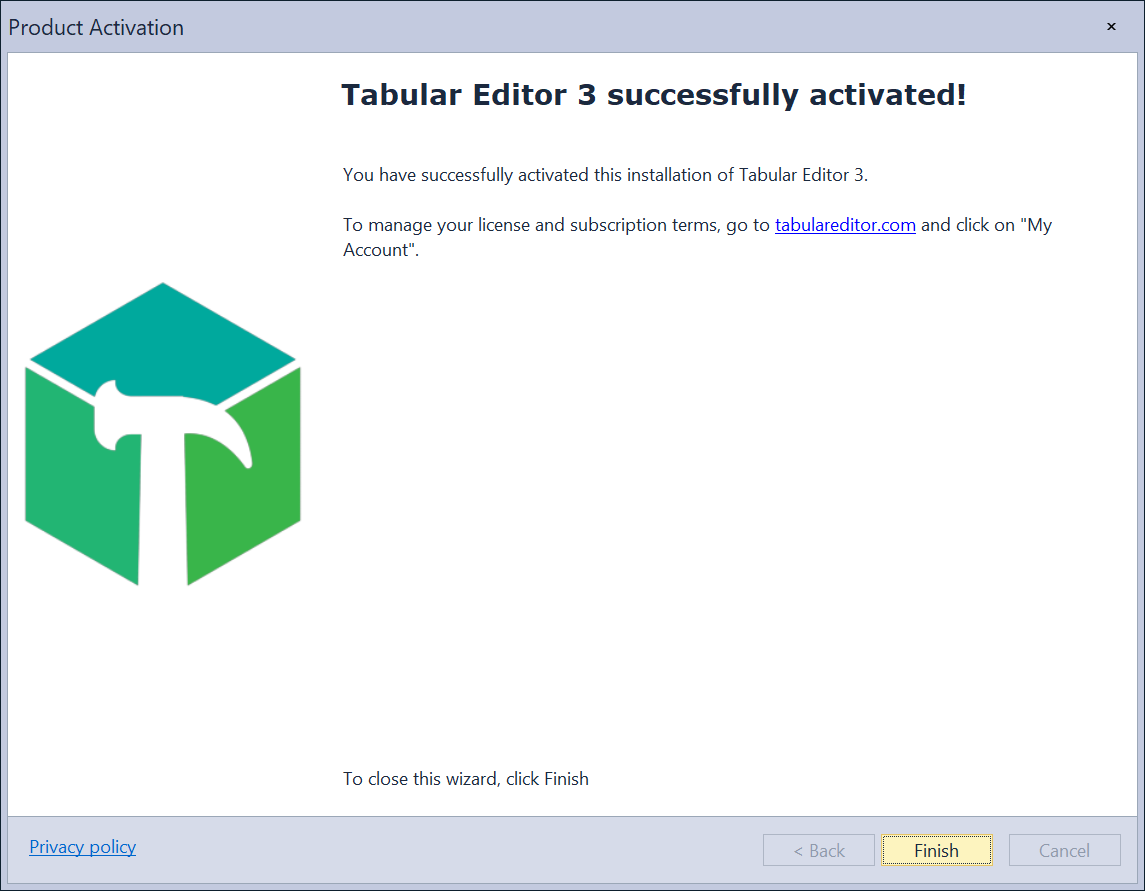 Product Activation
Tabular Editor 3 successfully activated!
You have successfully activated this installation of Tabular Editor 3.
To manage your license and subscription terms, go to tabulareditor.com and click on "My
Account".
To close this wizard, click Finish
Privacy policy
< Back
Finish
Cancel